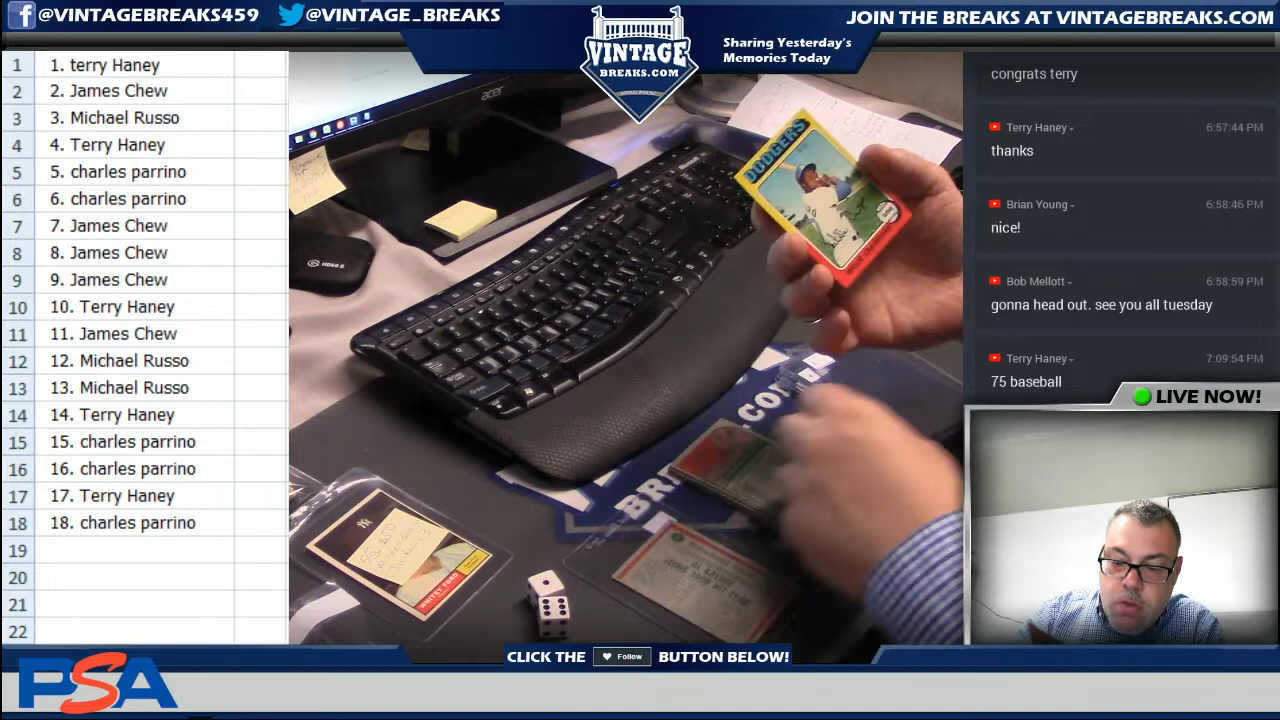 @VINTAGEBREAKS459 @VINTAGE_BREAKS
JOIN THE BREAKS AT VINTAGEBREAKS.COM
VINTAGE
BREAKS.COM
Sharing Yesterday's
Memories Today
1 1. terry Haney
2 2. James Chew
3 3. Michael Russo
4 4. Terry Haney
5 5. charles parrino
6 6. charles parrino
7 7. James Chew
8 8. James Chew
9 9. James Chew
10 10. Terry Haney
11 11. James Chew
12 12. Michael Russo
13 13. Michael Russo
14 14. Terry Haney
15 15. charles parrino
16 16. charles parrino
17 17. Terry Haney
18 18. charles parrino
19
20
21
22
acer
DODGERS
WHITEY FORD
congrats terry
Terry Haney 6:57:44 PM
thanks
Brian Young 6:58:46 PM
nice!
Bob Mellott 6:58:59 PM
gonna head out. see you all tuesday
Terry Haney 7:09:54 PM
75 baseball
LIVE NOW!
CLICK THE Follow BUTTON BELOW!
PSA